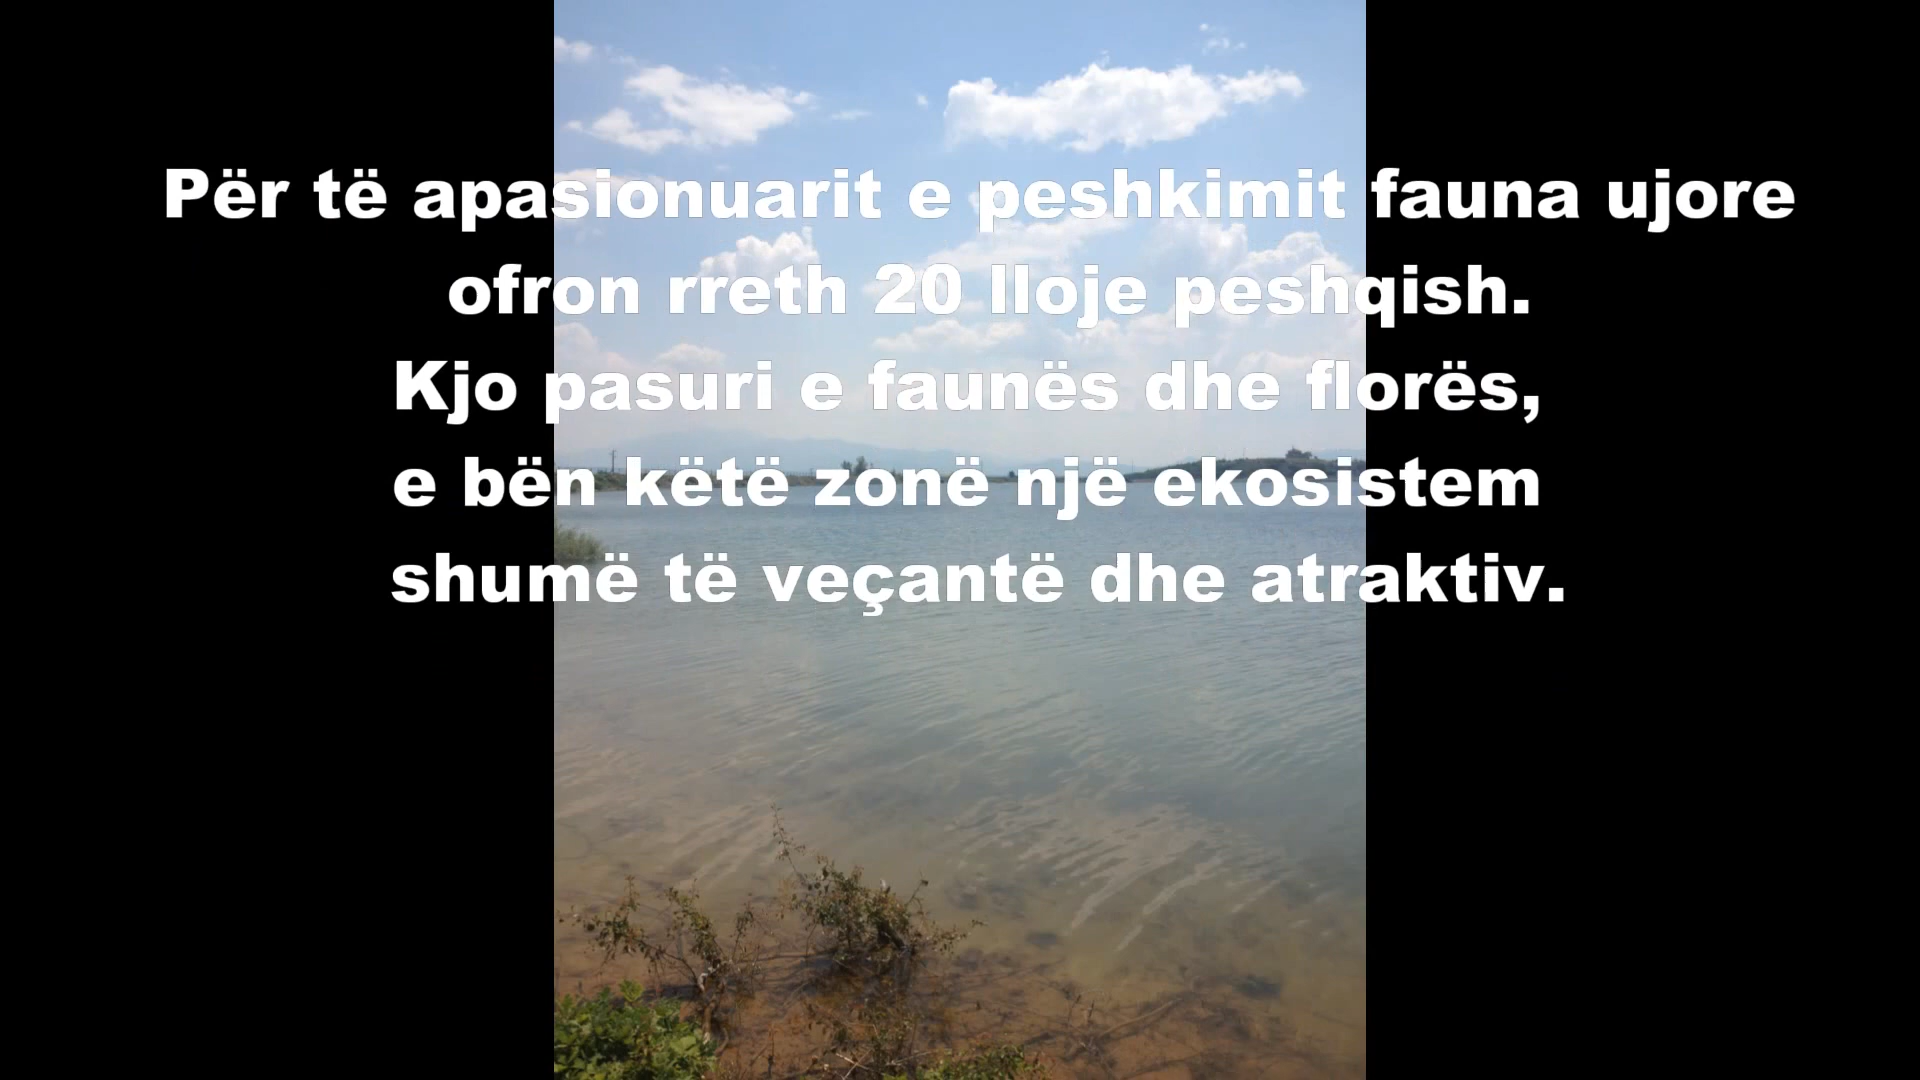 Për të apasionuarit e peshkimit fauna ujore
ofron rreth 20 lloje peshqish.
Kjo pasuri e faunës dhe florës,
e bën këtë zonë një ekosistem
shumë të veçantë dhe atraktiv.